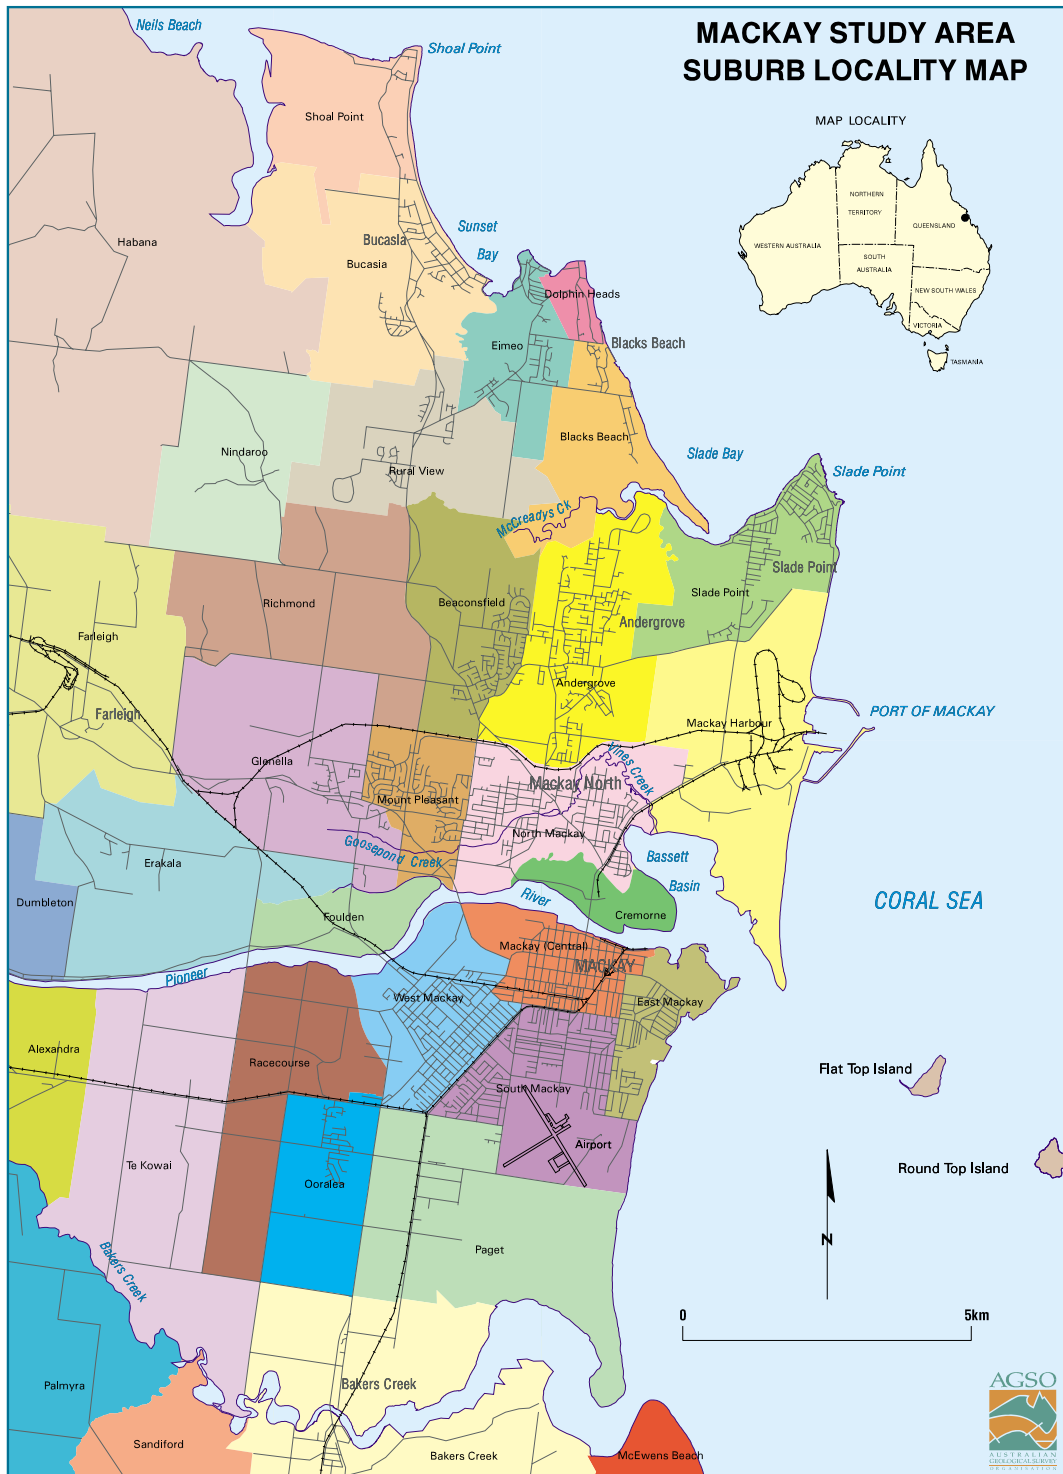 Neils Beach
MACKAY STUDY AREA
SUBURB LOCALITY MAP
Shoal Point
Shoal Point
MAP LOCALITY
NORTHERN
TERRITORY
QUEENSLAND
WESTERN AUSTRALIA
SOUTH
AUSTRALIA
NEW SOUTH WALES
VICTORIA
TASMANIA
Habana
Bucasia
Bucasia
Sunset
Bay
Dolphin Heads
Eimeo
Blacks Beach
Blacks Beach
Nindaroo
Rural View
Slade Bay
Slade Point
McCreadys Ck
Slade Point
Slade Point
Richmond
Beaconsfield
Andergrove
Andergrove
Farleigh
Farleigh
Mackay Harbour
PORT OF MACKAY
Glenella
Vines Creek
Mackay North
Mount Pleasant
North Mackay
Goosepond Creek
Erakala
Bassett
Basin
Dumbleton
Foulden
River
Cremorne
CORAL SEA
Mackay (Central)
MACKAY
Pioneer
West Mackay
East Mackay
Alexandra
Racecourse
South Mackay
Flat Top Island
Airport
Te Kowai
Ooralea
Round Top Island
N
Paget
Bakers Creek
0 5km
Palmyra
Bakers Creek
Sandiford
Bakers Creek
McEwens Beach
AGSO
AUSTRALIAN
GEOLOGICAL SURVEY
ORGANISATION